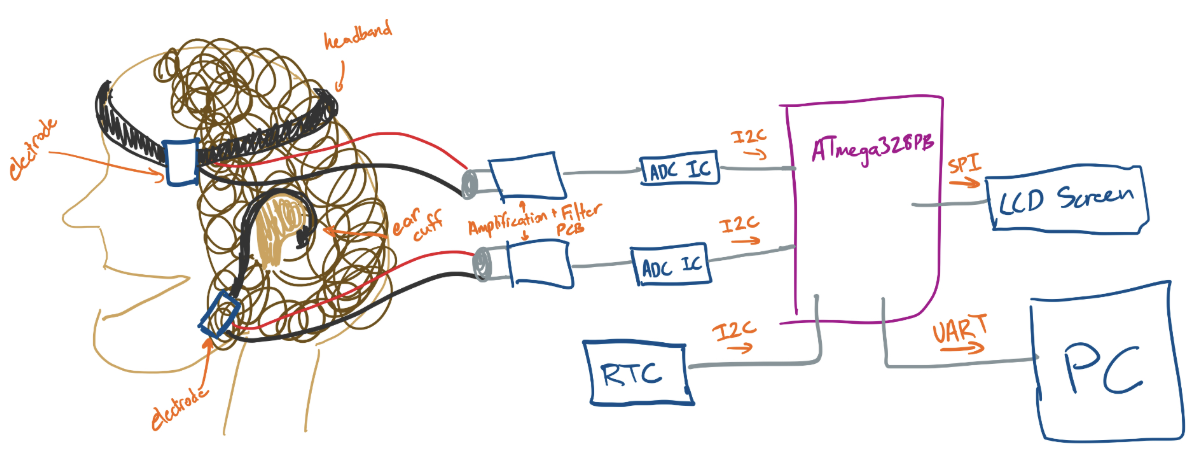 headband
electrode
I2C
ATmega328PB
ADC IC
SPI
LCD Screen
ear
cuff
Amplification + Filter
PCB
I2C
ADC IC
I2C
UART
RTC
PC
electrode